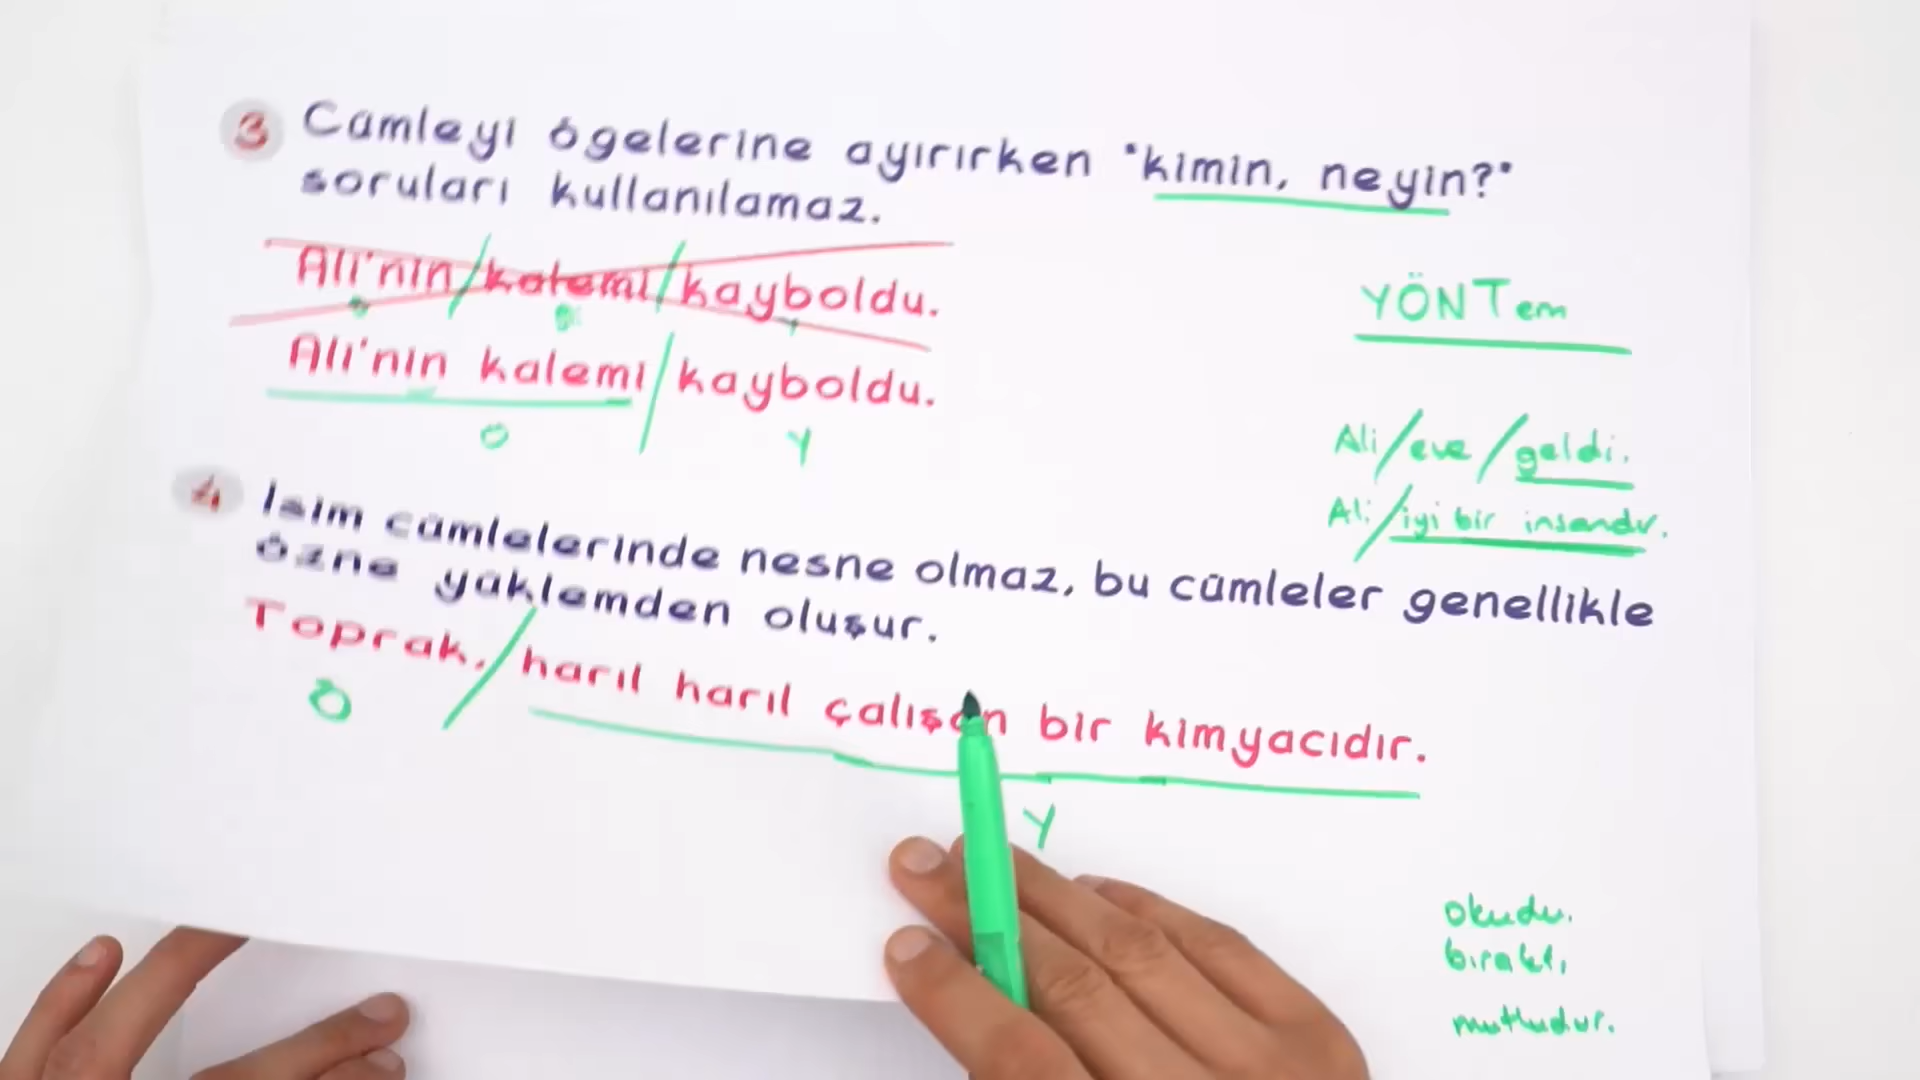 3 Cümleyi ögelerine ayırırken "kimin, neyin?"
soruları kullanılamaz.
Ali'nin/kalemi/kayboldu.
Ali'nin kalemi/kayboldu.
Ö Y
YÖNTem
Ali/eve/geldi.
Ali/iyi bir insandır.
4 İsim cümlelerinde nesne olmaz, bu cümleler genellikle
özne yüklemden oluşur.
Toprak,/harıl harıl çalışan bir kimyacıdır.
Ö Y
okudu.
bıraktı,
mutludur.